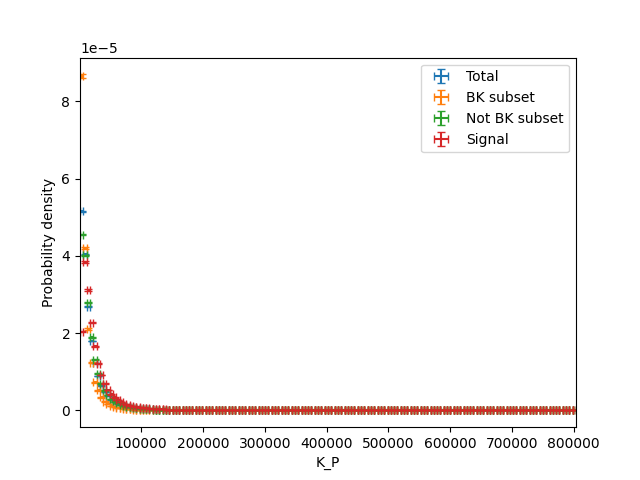 1e−5
Total
BK subset
Not BK subset
Signal
Probability density
8
6
4
2
0
100000 200000 300000 400000 500000 600000 700000 800000
K_P